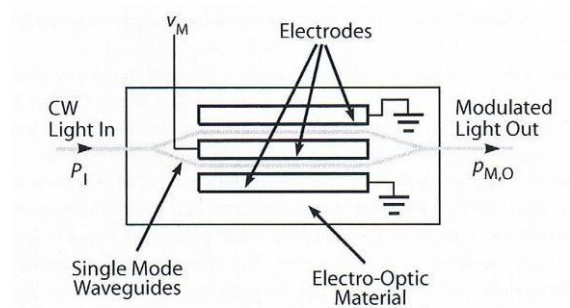 v_M
Electrodes
CW
Light In
P_I
Modulated
Light Out
p_M,O
Single Mode
Waveguides
Electro-Optic
Material